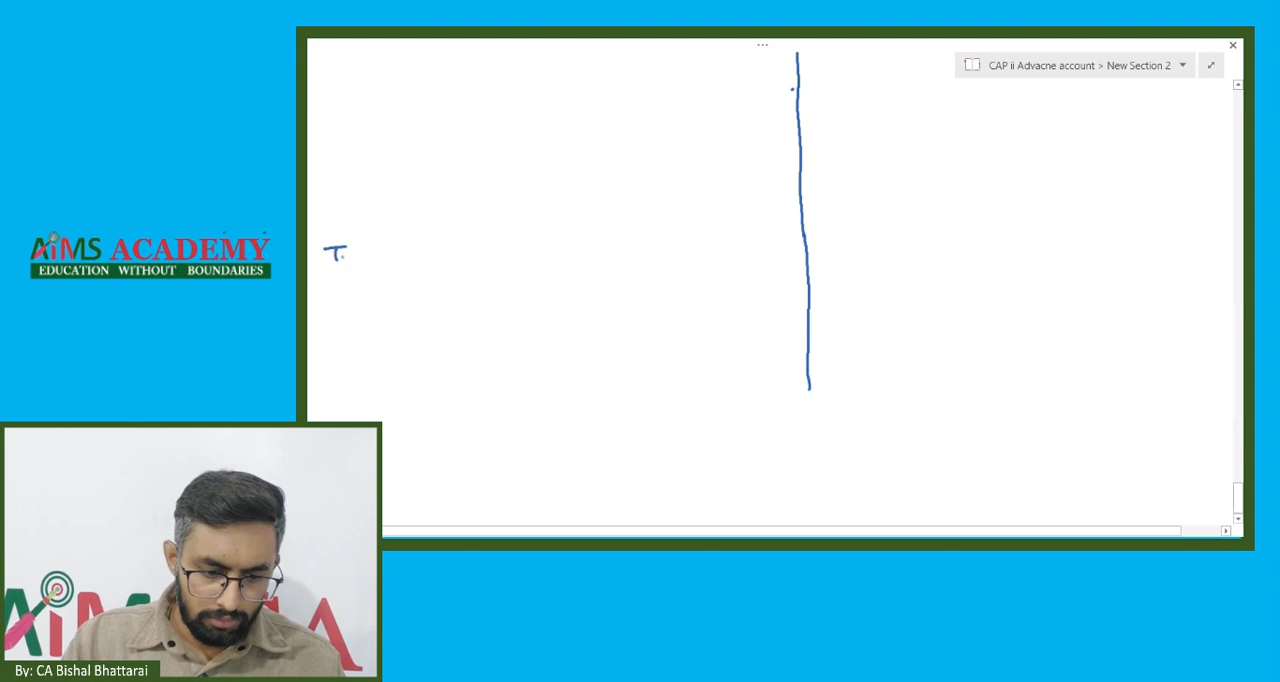 CAP ii Advacne account > New Section 2
T
AiMS ACADEMY
EDUCATION WITHOUT BOUNDARIES
By: CA Bishal Bhattarai